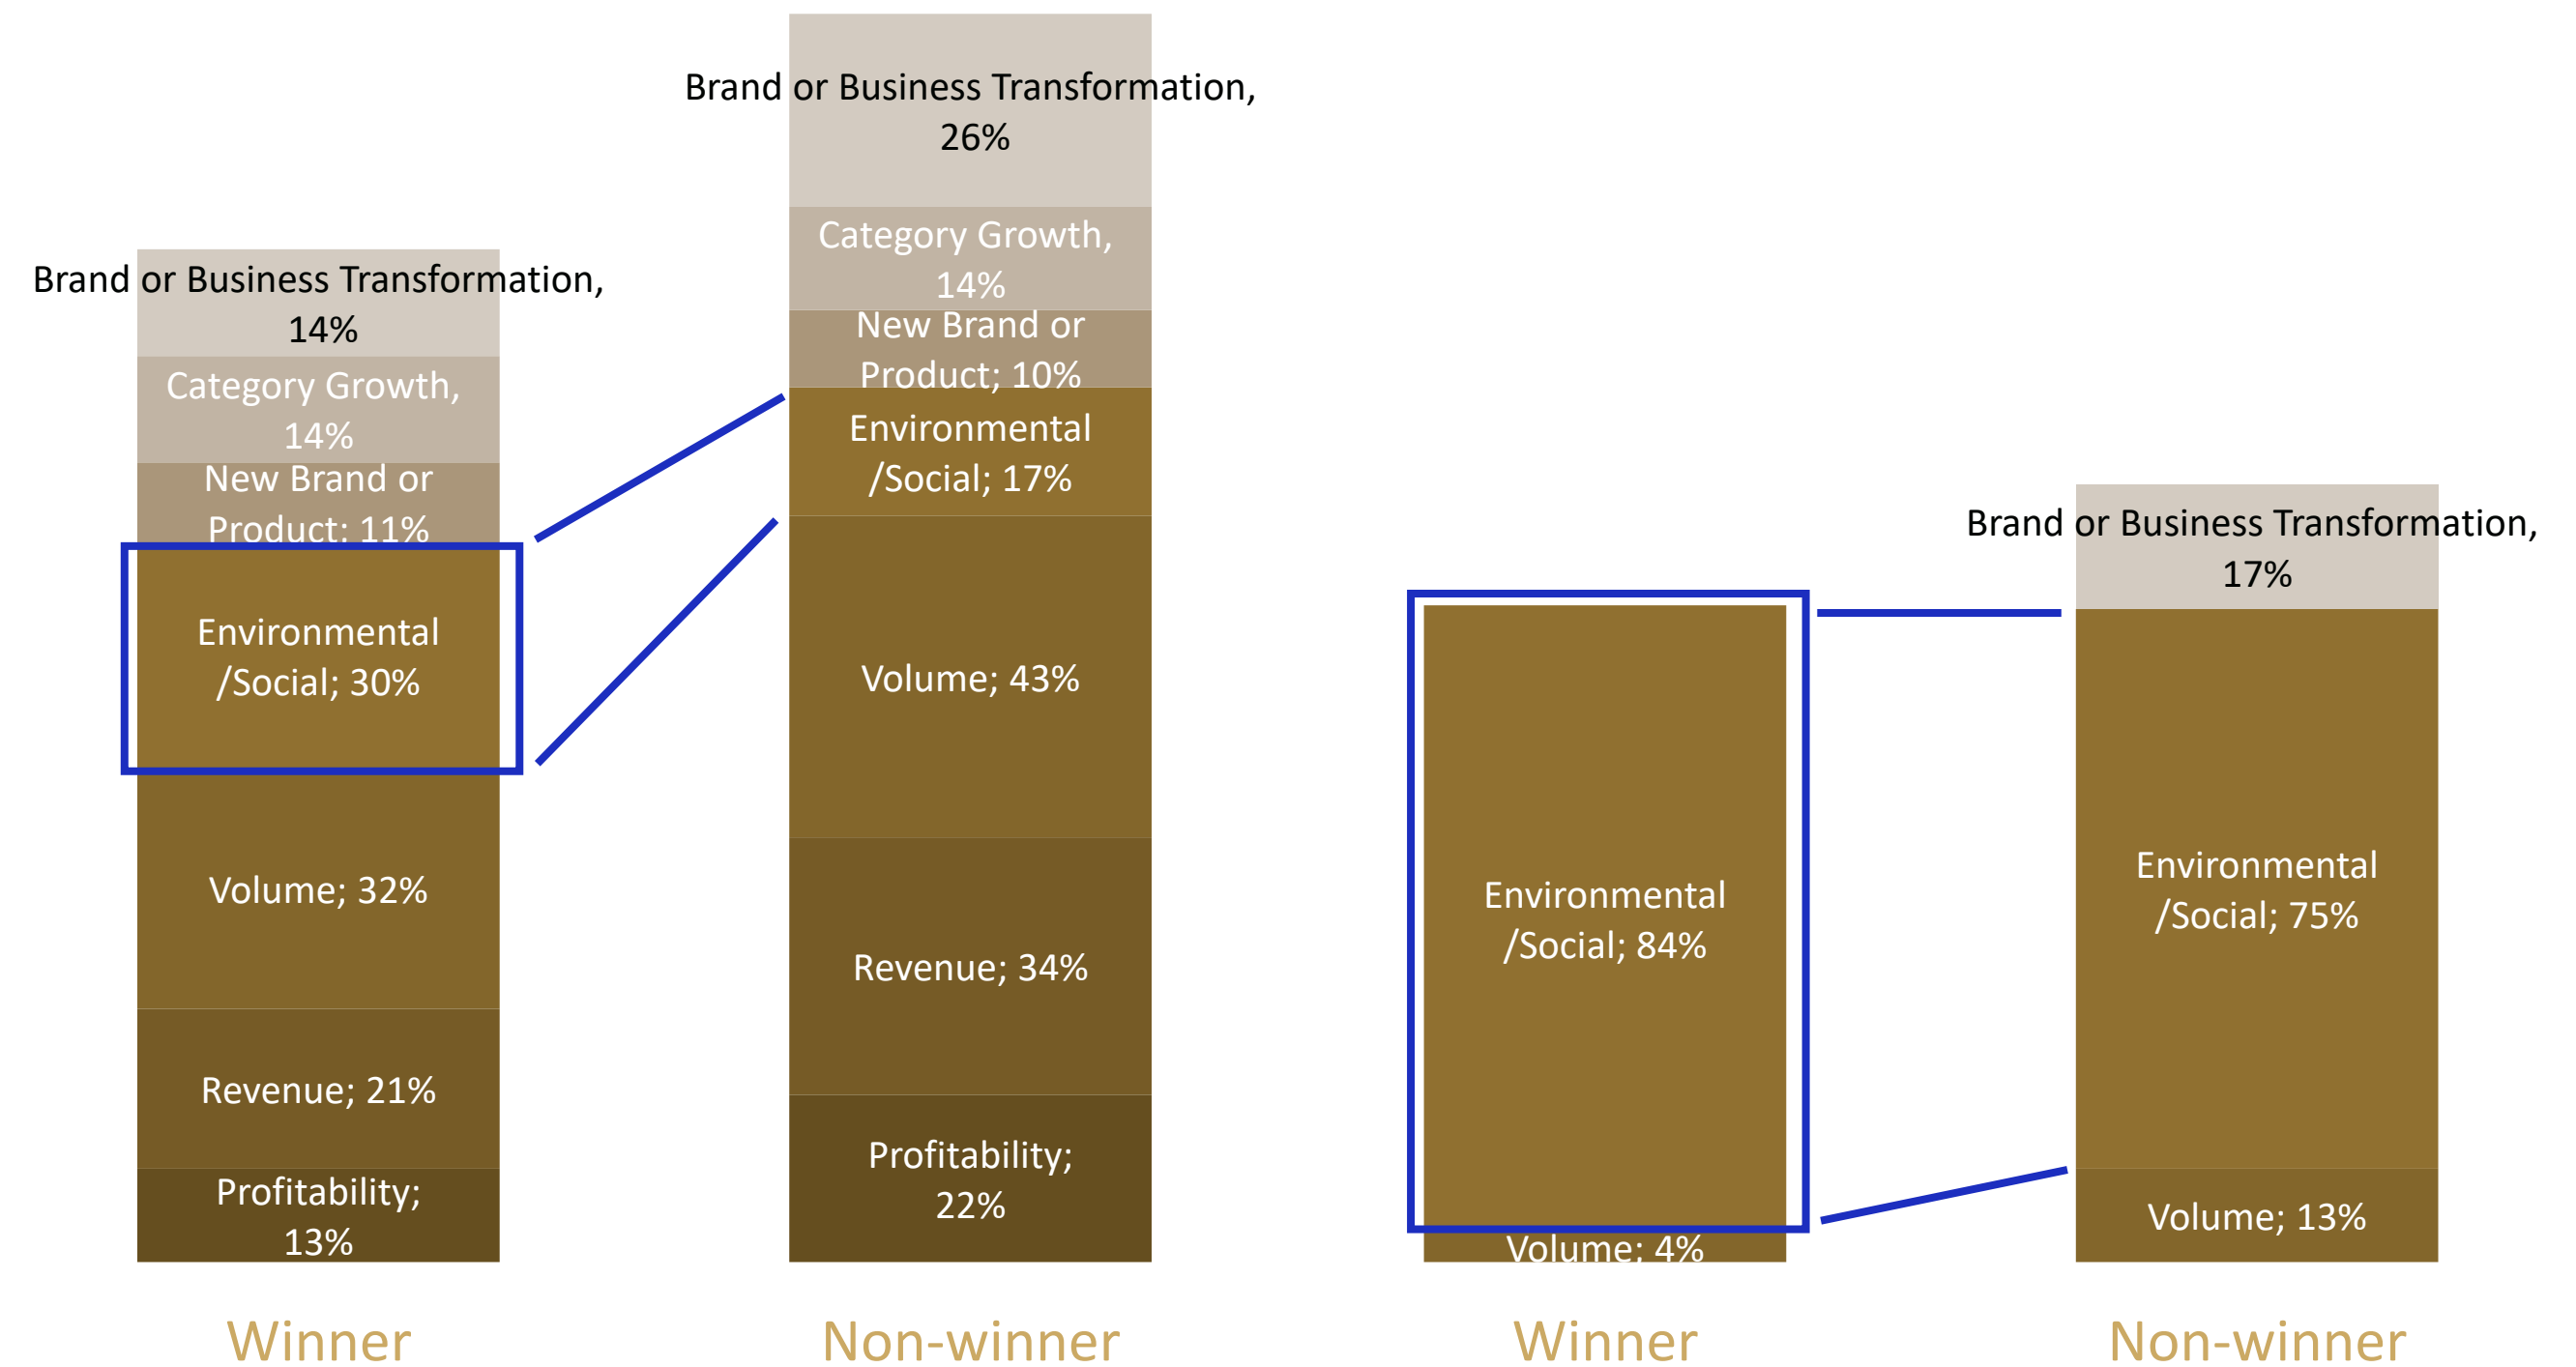 Brand or Business Transformation,
14%
Category Growth,
14%
New Brand or
Product; 11%
Environmental
/Social; 30%
Volume; 32%
Revenue; 21%
Profitability;
13%
Winner
Brand or Business Transformation,
26%
Category Growth,
14%
New Brand or
Product; 10%
Environmental
/Social; 17%
Volume; 43%
Revenue; 34%
Profitability;
22%
Non-winner
Environmental
/Social; 84%
Volume; 4%
Winner
Brand or Business Transformation,
17%
Environmental
/Social; 75%
Volume; 13%
Non-winner